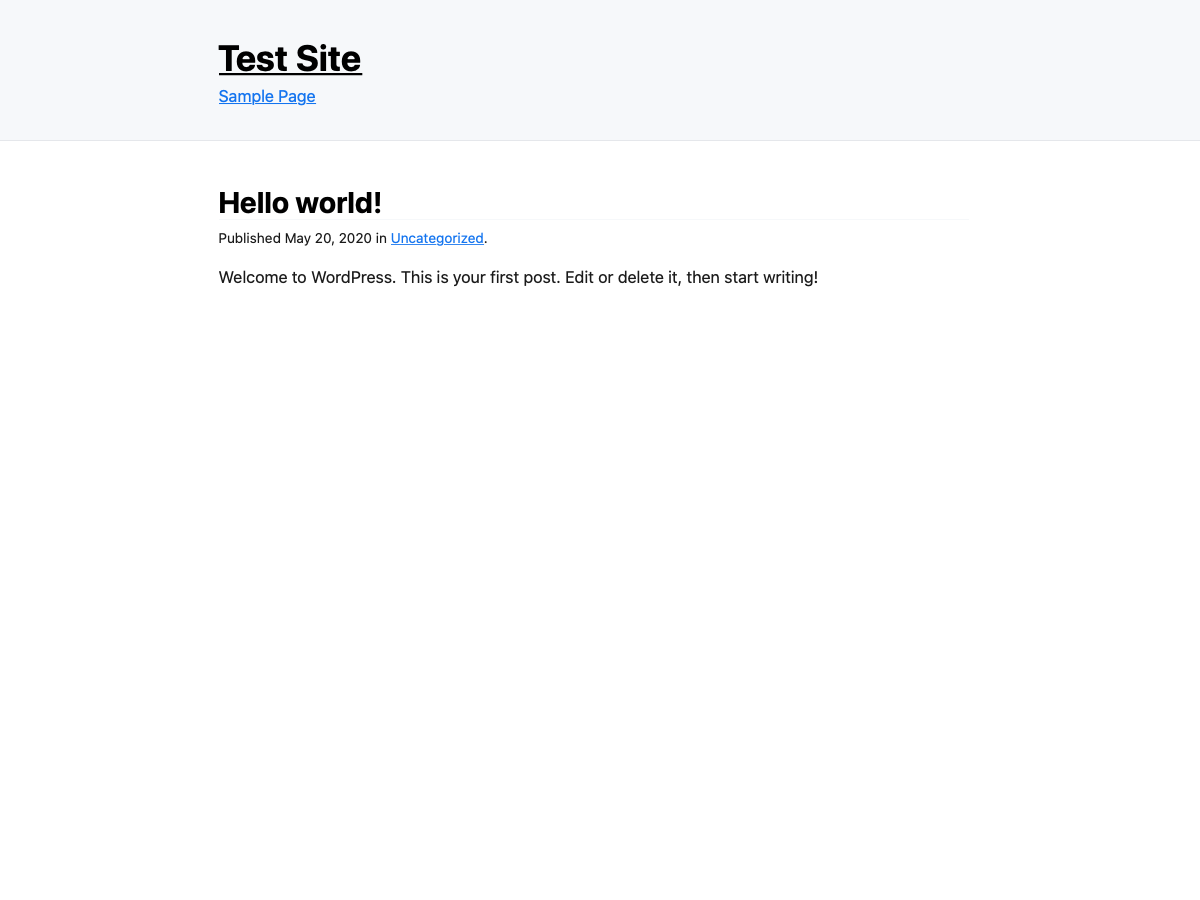 Test Site
Sample Page
Hello world!
Published May 20, 2020 in Uncategorized.
Welcome to WordPress. This is your first post. Edit or delete it, then start writing!